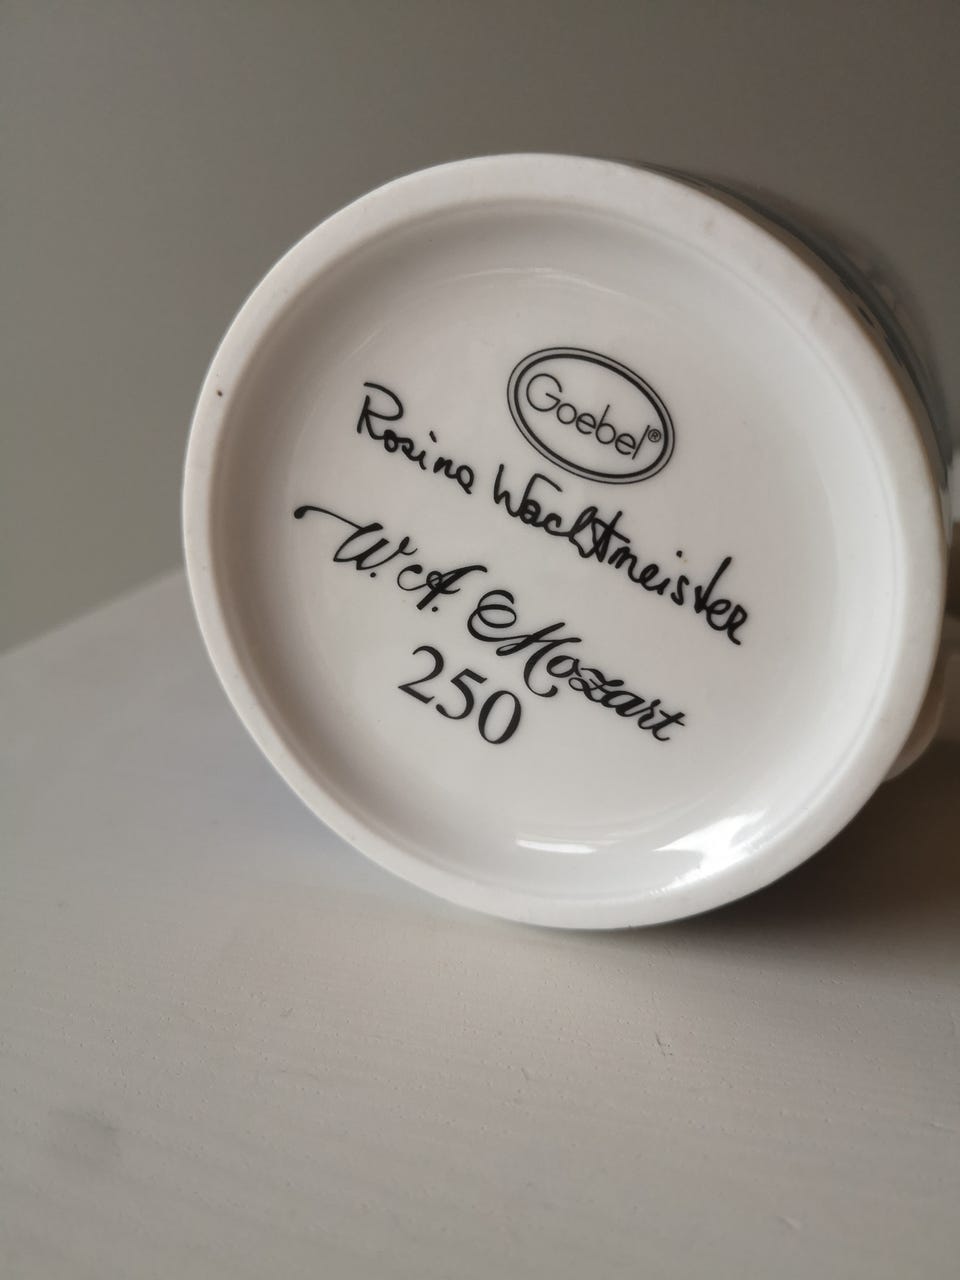 Goebel®
Rosina Wachtmeister
W. A. Mozart
250